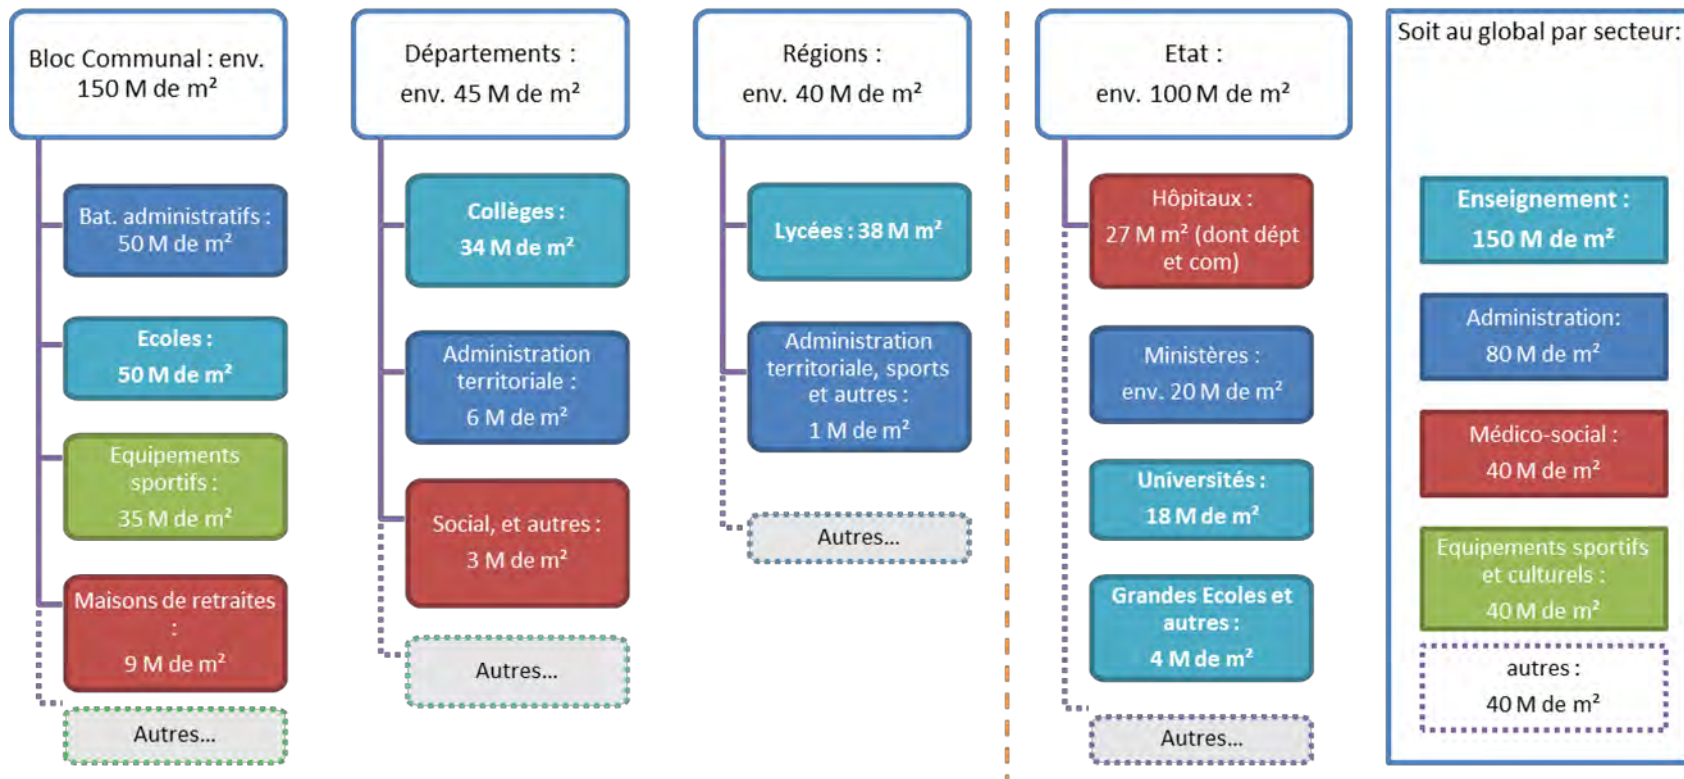 Bloc Communal : env.
150 M de m²
Bat. administratifs :
50 M de m²
Ecoles :
50 M de m²
Equipements
sportifs :
35 M de m²
Maisons de retraites
:
9 M de m²
Autres...
Départements :
env. 45 M de m²
Collèges :
34 M de m²
Administration
territoriale :
6 M de m²
Social, et autres :
3 M de m²
Autres...
Régions :
env. 40 M de m²
Lycées : 38 M m²
Administration
territoriale, sports
et autres :
1 M de m²
Autres...
Etat :
env. 100 M de m²
Hôpitaux :
27 M m² (dont dépt
et com)
Ministères :
env. 20 M de m²
Universités :
18 M de m²
Grandes Ecoles et
autres :
4 M de m²
Autres...
Soit au global par secteur:
Enseignement :
150 M de m²
Administration:
80 M de m²
Médico-social :
40 M de m²
Equipements sportifs
et culturels :
40 M de m²
autres :
40 M de m²